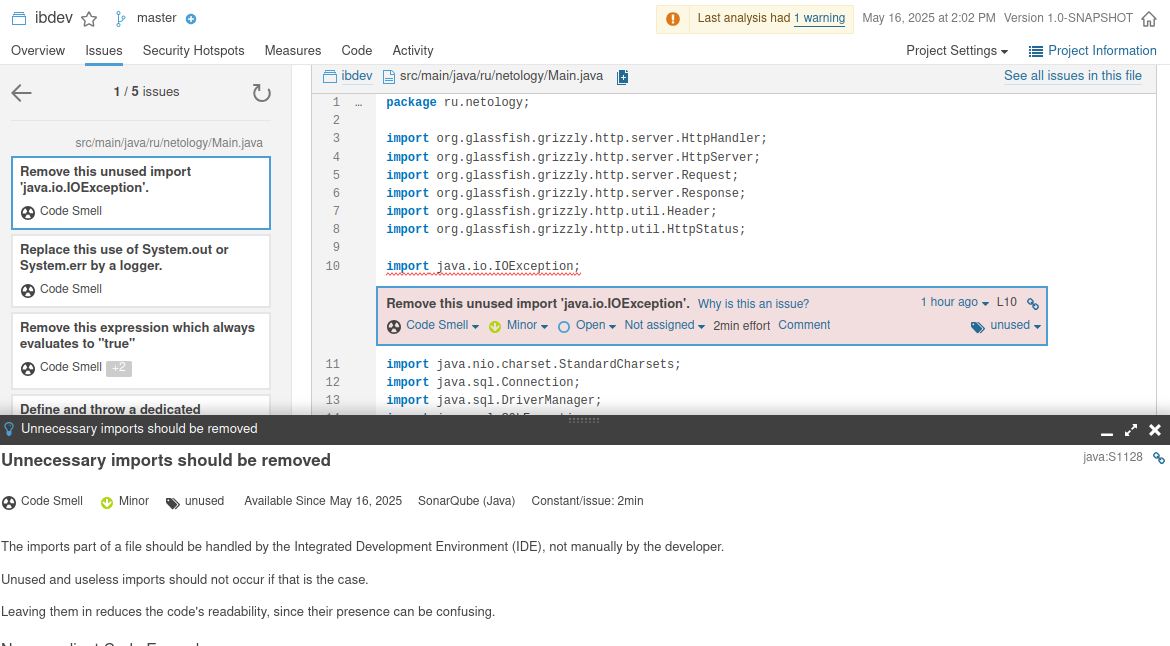 ibdev master
Last analysis had 1 warning May 16, 2025 at 2:02 PM Version 1.0-SNAPSHOT
Overview Issues Security Hotspots Measures Code Activity Project Settings Project Information
1 / 5 issues
src/main/java/ru/netology/Main.java
Remove this unused import
'java.io.IOException'.
Code Smell
Replace this use of System.out or
System.err by a logger.
Code Smell
Remove this expression which always
evaluates to "true"
Code Smell +2
Define and throw a dedicated
ibdev src/main/java/ru/netology/Main.java See all issues in this file
1 … package ru.netology;
2
3 import org.glassfish.grizzly.http.server.HttpHandler;
4 import org.glassfish.grizzly.http.server.HttpServer;
5 import org.glassfish.grizzly.http.server.Request;
6 import org.glassfish.grizzly.http.server.Response;
7 import org.glassfish.grizzly.http.util.Header;
8 import org.glassfish.grizzly.http.util.HttpStatus;
9
10 import java.io.IOException;
Remove this unused import 'java.io.IOException'. Why is this an issue? 1 hour ago L10
Code Smell Minor Open Not assigned 2min effort Comment unused
11 import java.nio.charset.StandardCharsets;
12 import java.sql.Connection;
13 import java.sql.DriverManager;
Unnecessary imports should be removed
Unnecessary imports should be removed java:S1128
Code Smell Minor unused Available Since May 16, 2025 SonarQube (Java) Constant/issue: 2min
The imports part of a file should be handled by the Integrated Development Environment (IDE), not manually by the developer.
Unused and useless imports should not occur if that is the case.
Leaving them in reduces the code's readability, since their presence can be confusing.